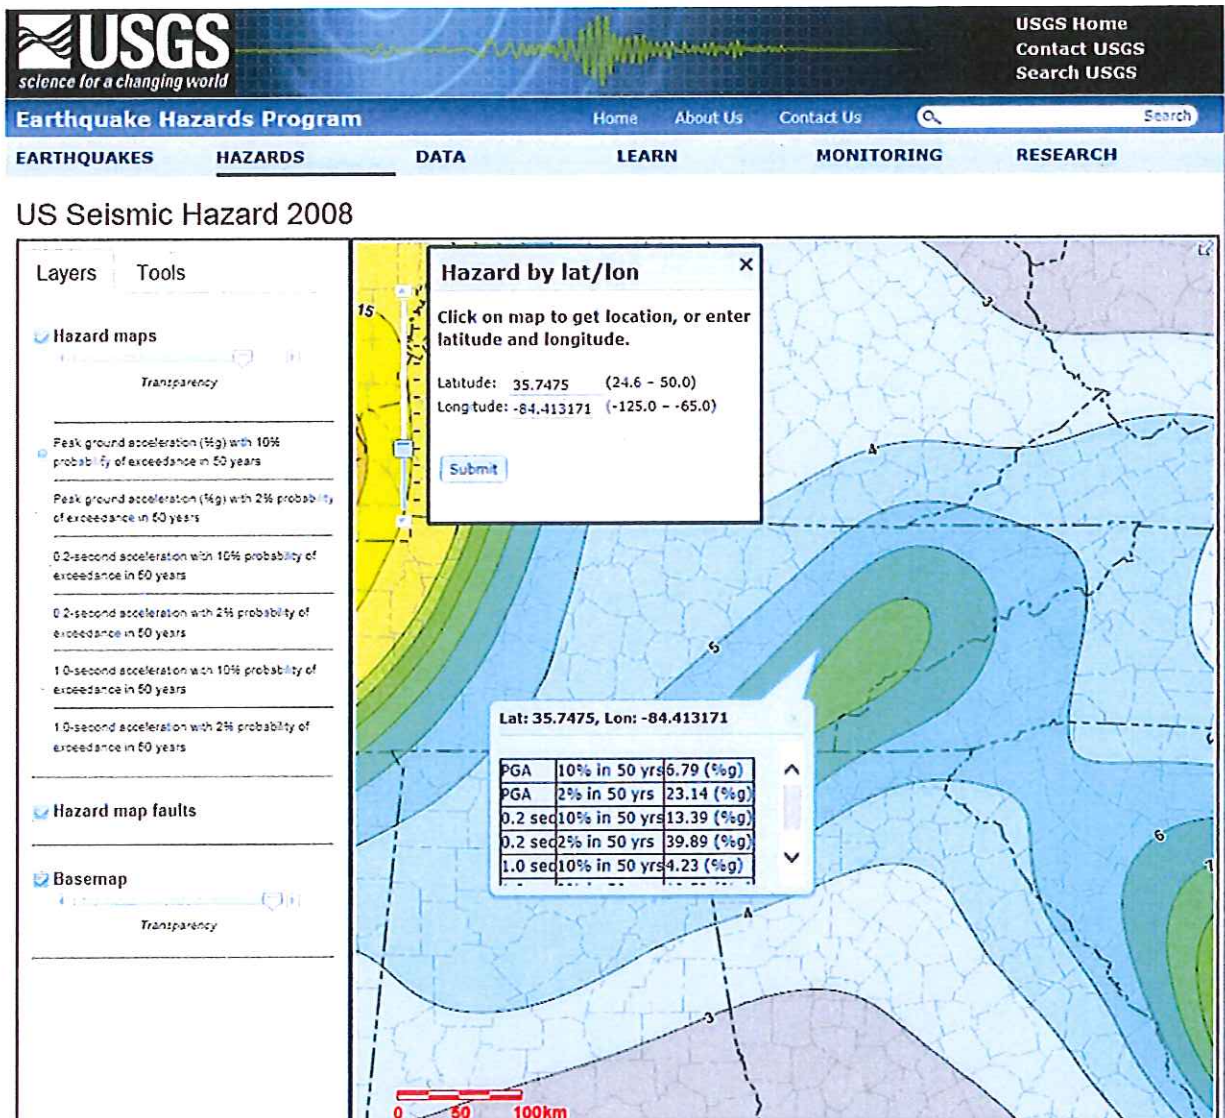 USGS
science for a changing world
USGS Home
Contact USGS
Search USGS
Earthquake Hazards Program
Home About Us Contact Us Search
EARTHQUAKES HAZARDS DATA LEARN MONITORING RESEARCH
US Seismic Hazard 2008
Layers Tools
Hazard maps
Transparency
Peak ground acceleration (%g) with 10%
probability of exceedance in 50 years
Peak ground acceleration (%g) with 2% probability
of exceedance in 50 years
0.2-second acceleration with 10% probability of
exceedance in 50 years
0.2-second acceleration with 2% probability of
exceedance in 50 years
1.0-second acceleration with 10% probability of
exceedance in 50 years
1.0-second acceleration with 2% probability of
exceedance in 50 years
Hazard map faults
Basemap
Transparency
Hazard by lat/lon ×
Click on map to get location, or enter
latitude and longitude.
Latitude: 35.7475 (24.6 - 50.0)
Longitude: -84.413171 (-125.0 - -65.0)
Submit
15
3
4
5
Lat: 35.7475, Lon: -84.413171
PGA 10% in 50 yrs 6.79 (%g)
PGA 2% in 50 yrs 23.14 (%g)
0.2 sec 10% in 50 yrs 13.39 (%g)
0.2 sec 2% in 50 yrs 39.89 (%g)
1.0 sec 10% in 50 yrs 4.23 (%g)
6
7
4
3
0 50 100km